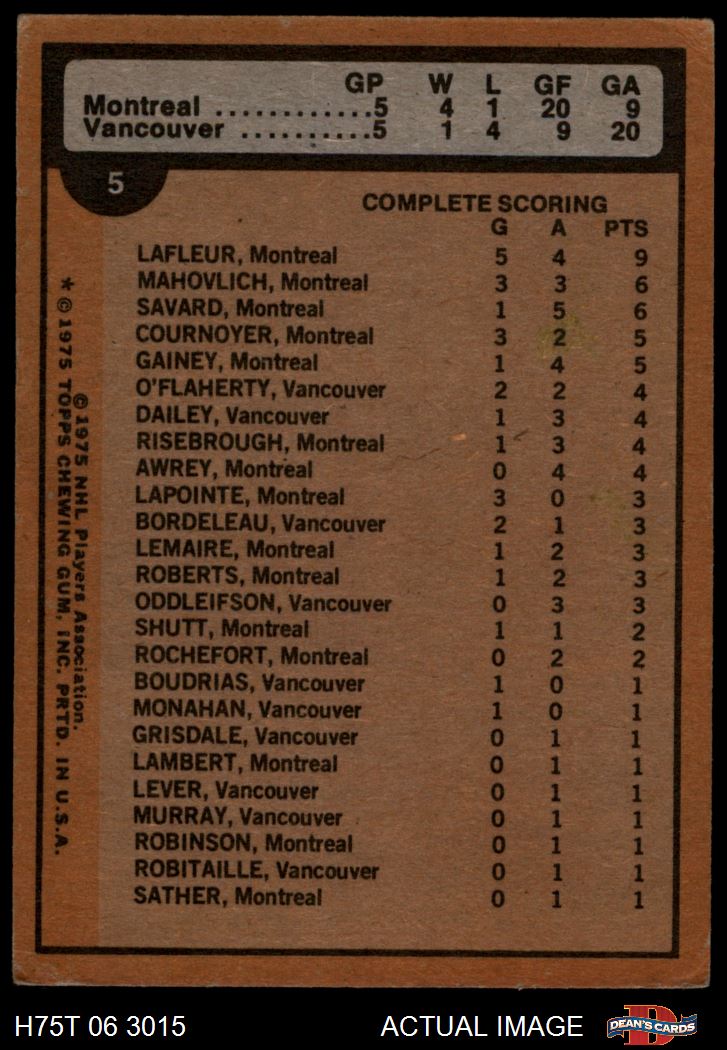 GP W L GF GA
Montreal ............5 4 1 20 9
Vancouver ..........5 1 4 9 20
5
COMPLETE SCORING
G A PTS
LAFLEUR, Montreal 5 4 9
MAHOVLICH, Montreal 3 3 6
SAVARD, Montreal 1 5 6
COURNOYER, Montreal 3 2 5
GAINEY, Montreal 1 4 5
O'FLAHERTY, Vancouver 2 2 4
DAILEY, Vancouver 1 3 4
RISEBROUGH, Montreal 1 3 4
AWREY, Montreal 0 4 4
LAPOINTE, Montreal 3 0 3
BORDELEAU, Vancouver 2 1 3
LEMAIRE, Montreal 1 2 3
ROBERTS, Montreal 1 2 3
ODDLEIFSON, Vancouver 0 3 3
SHUTT, Montreal 1 1 2
ROCHEFORT, Montreal 0 2 2
BOUDRIAS, Vancouver 1 0 1
MONAHAN, Vancouver 1 0 1
GRISDALE, Vancouver 0 1 1
LAMBERT, Montreal 0 1 1
LEVER, Vancouver 0 1 1
MURRAY, Vancouver 0 1 1
ROBINSON, Montreal 0 1 1
ROBITAILLE, Vancouver 0 1 1
SATHER, Montreal 0 1 1
© 1975 NHL Players Association.
* © 1975 TOPPS CHEWING GUM, INC. PRTD. IN U.S.A.
H75T 06 3015 ACTUAL IMAGE
D
DEAN'S CARDS